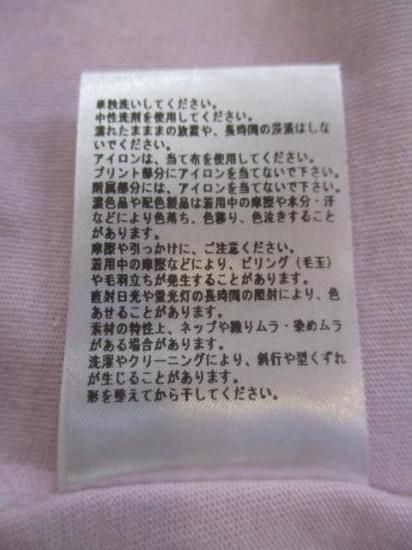 単独洗いしてください。
中性洗剤を使用してください。
濡れたままの放置や、長時間の浸漬はしな
いでください。
アイロンは、当て布を使用してください。
プリント部分にアイロンを当てないで下さい。
附属部分には、アイロンを当てないで下さい。
濃色品や配色製品は着用中の摩擦や水分・汗
などにより色落ち、色移り、色泣きすること
があります。
摩擦や引っかけに、ご注意ください。
着用中の摩擦などにより、ピリング（毛玉）
や毛羽立ちが発生することがあります。
直射日光や蛍光灯の長時間の照射により、色
あせることがあります。
素材の特性上、ネップや織りムラ・染めムラ
がある場合があります。
洗濯やクリーニングにより、斜行や型くずれ
が生じることがあります。
形を整えてから干してください。